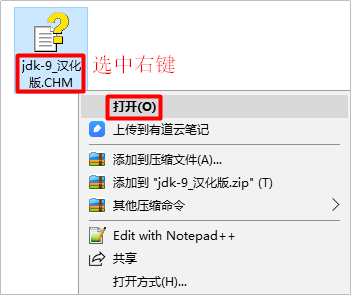 jdk-9_汉化
版.CHM
选中右键
打开(O)
上传到有道云笔记
添加到压缩文件(A)...
添加到 "jdk-9_汉化版.zip" (T)
其他压缩命令
Edit with Notepad++
共享
打开方式(H)...